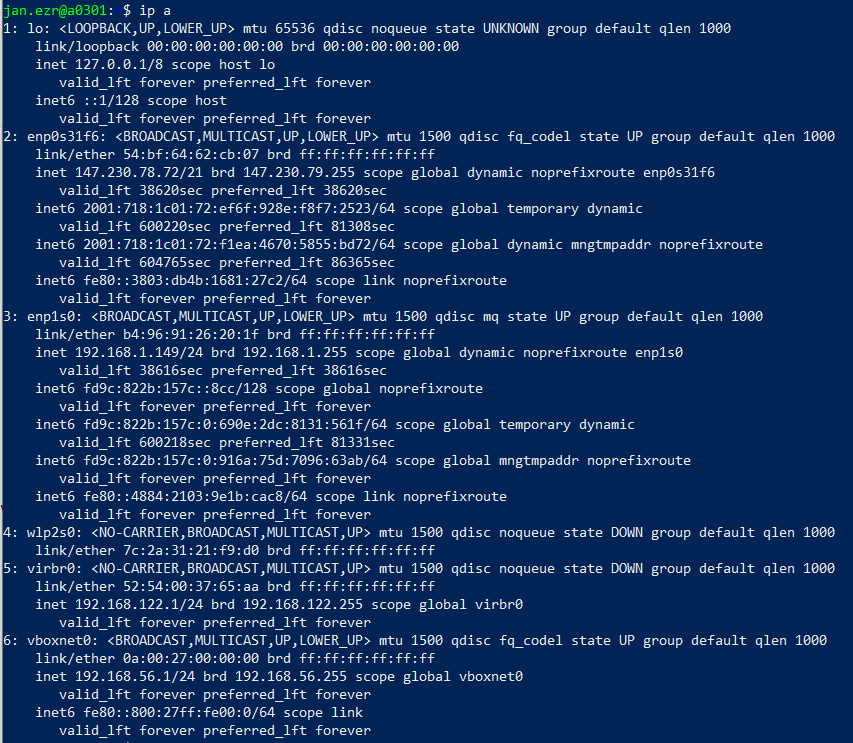 jan.ezr@a0301: $ ip a
1: lo: <LOOPBACK,UP,LOWER_UP> mtu 65536 qdisc noqueue state UNKNOWN group default qlen 1000
    link/loopback 00:00:00:00:00:00 brd 00:00:00:00:00:00
    inet 127.0.0.1/8 scope host lo
       valid_lft forever preferred_lft forever
    inet6 ::1/128 scope host
       valid_lft forever preferred_lft forever
2: enp0s31f6: <BROADCAST,MULTICAST,UP,LOWER_UP> mtu 1500 qdisc fq_codel state UP group default qlen 1000
    link/ether 54:bf:64:62:cb:07 brd ff:ff:ff:ff:ff:ff
    inet 147.230.78.72/21 brd 147.230.79.255 scope global dynamic noprefixroute enp0s31f6
       valid_lft 38620sec preferred_lft 38620sec
    inet6 2001:718:1c01:72:ef6f:928e:f8f7:2523/64 scope global temporary dynamic
       valid_lft 600220sec preferred_lft 81308sec
    inet6 2001:718:1c01:72:f1ea:4670:5855:bd72/64 scope global dynamic mngtmpaddr noprefixroute
       valid_lft 604765sec preferred_lft 86365sec
    inet6 fe80::3803:db4b:1681:27c2/64 scope link noprefixroute
       valid_lft forever preferred_lft forever
3: enp1s0: <BROADCAST,MULTICAST,UP,LOWER_UP> mtu 1500 qdisc mq state UP group default qlen 1000
    link/ether b4:96:91:26:20:1f brd ff:ff:ff:ff:ff:ff
    inet 192.168.1.149/24 brd 192.168.1.255 scope global dynamic noprefixroute enp1s0
       valid_lft 38616sec preferred_lft 38616sec
    inet6 fd9c:822b:157c::8cc/128 scope global noprefixroute
       valid_lft forever preferred_lft forever
    inet6 fd9c:822b:157c:0:690e:2dc:8131:561f/64 scope global temporary dynamic
       valid_lft 600218sec preferred_lft 81331sec
    inet6 fd9c:822b:157c:0:916a:75d:7096:63ab/64 scope global mngtmpaddr noprefixroute
       valid_lft forever preferred_lft forever
    inet6 fe80::4884:2103:9e1b:cac8/64 scope link noprefixroute
       valid_lft forever preferred_lft forever
4: wlp2s0: <NO-CARRIER,BROADCAST,MULTICAST,UP> mtu 1500 qdisc noqueue state DOWN group default qlen 1000
    link/ether 7c:2a:31:21:f9:d0 brd ff:ff:ff:ff:ff:ff
5: virbr0: <NO-CARRIER,BROADCAST,MULTICAST,UP> mtu 1500 qdisc noqueue state DOWN group default qlen 1000
    link/ether 52:54:00:37:65:aa brd ff:ff:ff:ff:ff:ff
    inet 192.168.122.1/24 brd 192.168.122.255 scope global virbr0
       valid_lft forever preferred_lft forever
6: vboxnet0: <BROADCAST,MULTICAST,UP,LOWER_UP> mtu 1500 qdisc fq_codel state UP group default qlen 1000
    link/ether 0a:00:27:00:00:00 brd ff:ff:ff:ff:ff:ff
    inet 192.168.56.1/24 brd 192.168.56.255 scope global vboxnet0
       valid_lft forever preferred_lft forever
    inet6 fe80::800:27ff:fe00:0/64 scope link
       valid_lft forever preferred_lft forever